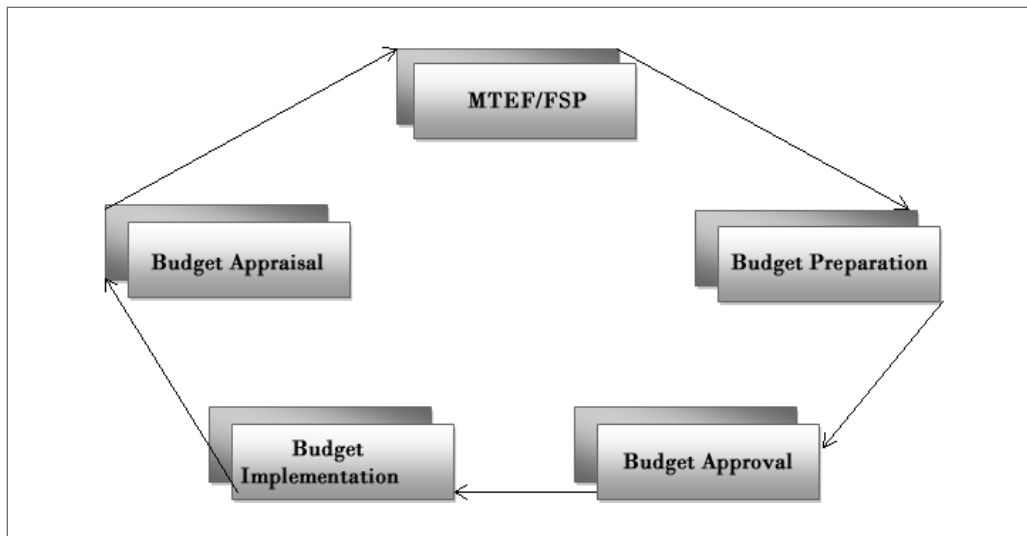 MTEF/FSP
Budget Appraisal
Budget Preparation
Budget
Implementation
Budget Approval